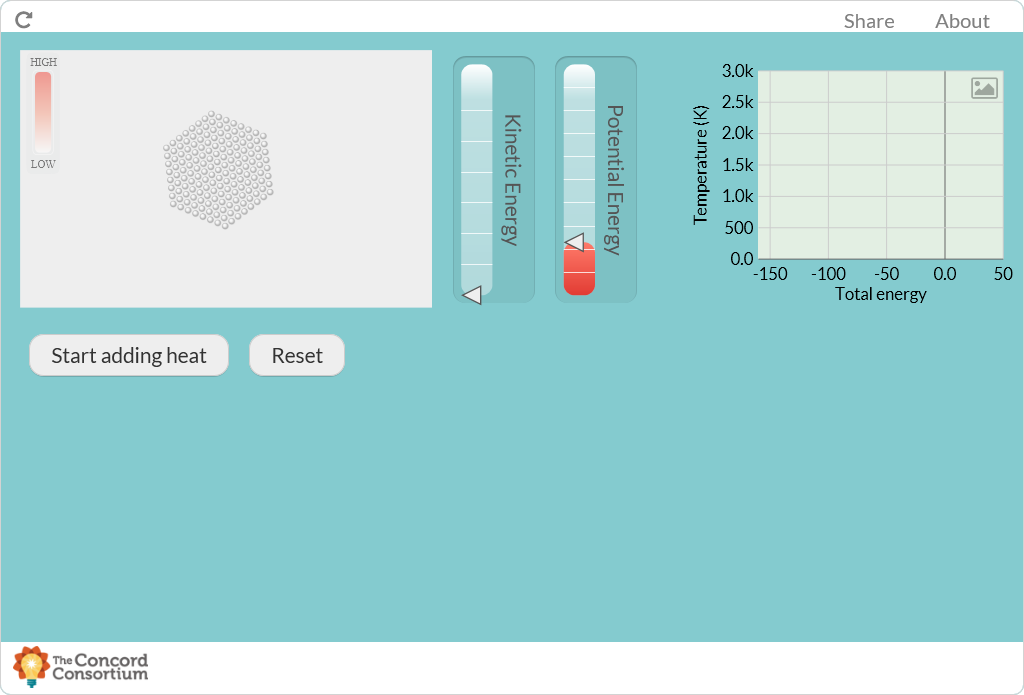 Share About
HIGH
LOW
Kinetic Energy
Potential Energy
Temperature (K)
3.0k
2.5k
2.0k
1.5k
1.0k
500
0.0
-150 -100 -50 0.0 50
Total energy
Start adding heat Reset
The Concord
Consortium